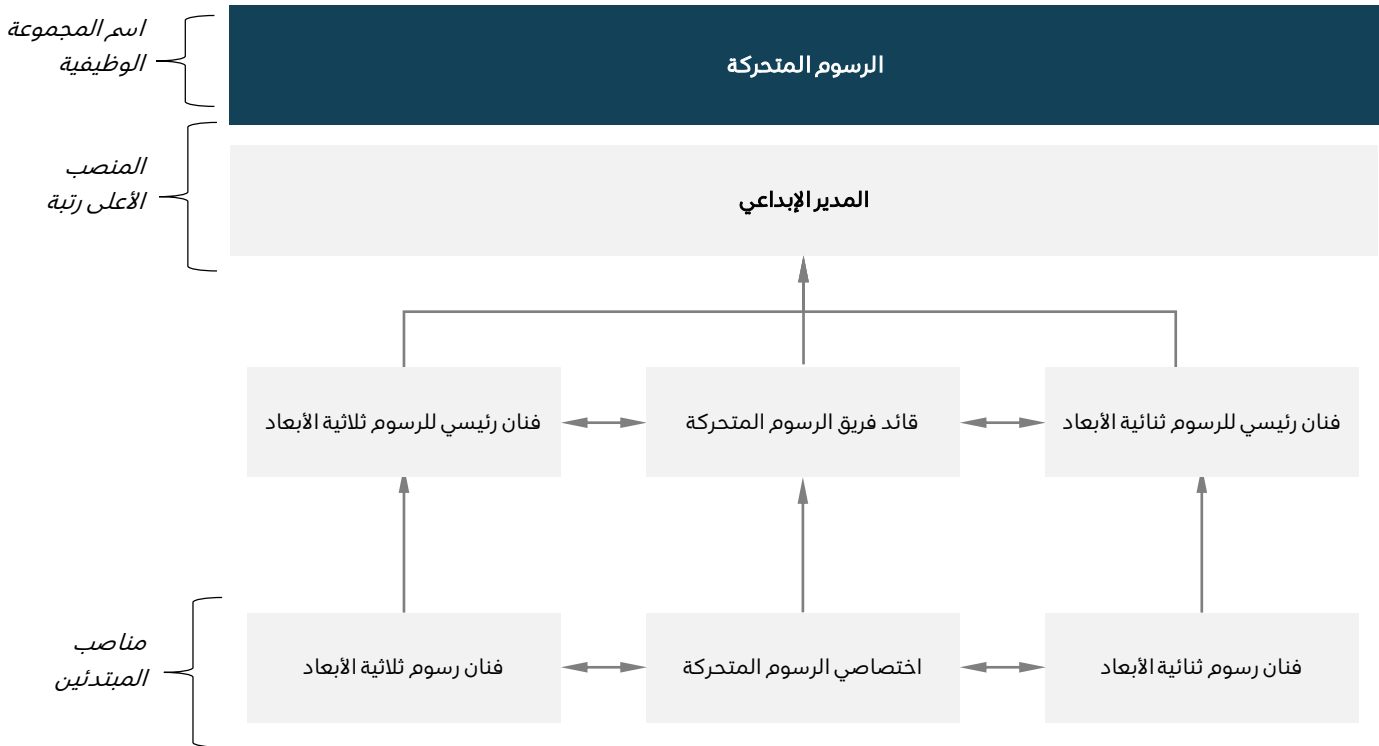 اسم المجموعة
الوظيفية
الرسوم المتحركة
المنصب
الأعلى رتبة
المدير الإبداعي
فنان رئيسي للرسوم ثنائية الأبعاد
قائد فريق الرسوم المتحركة
فنان رئيسي للرسوم ثلاثية الأبعاد
مناصب
المبتدئين
فنان رسوم ثنائية الأبعاد
اختصاصي الرسوم المتحركة
فنان رسوم ثلاثية الأبعاد